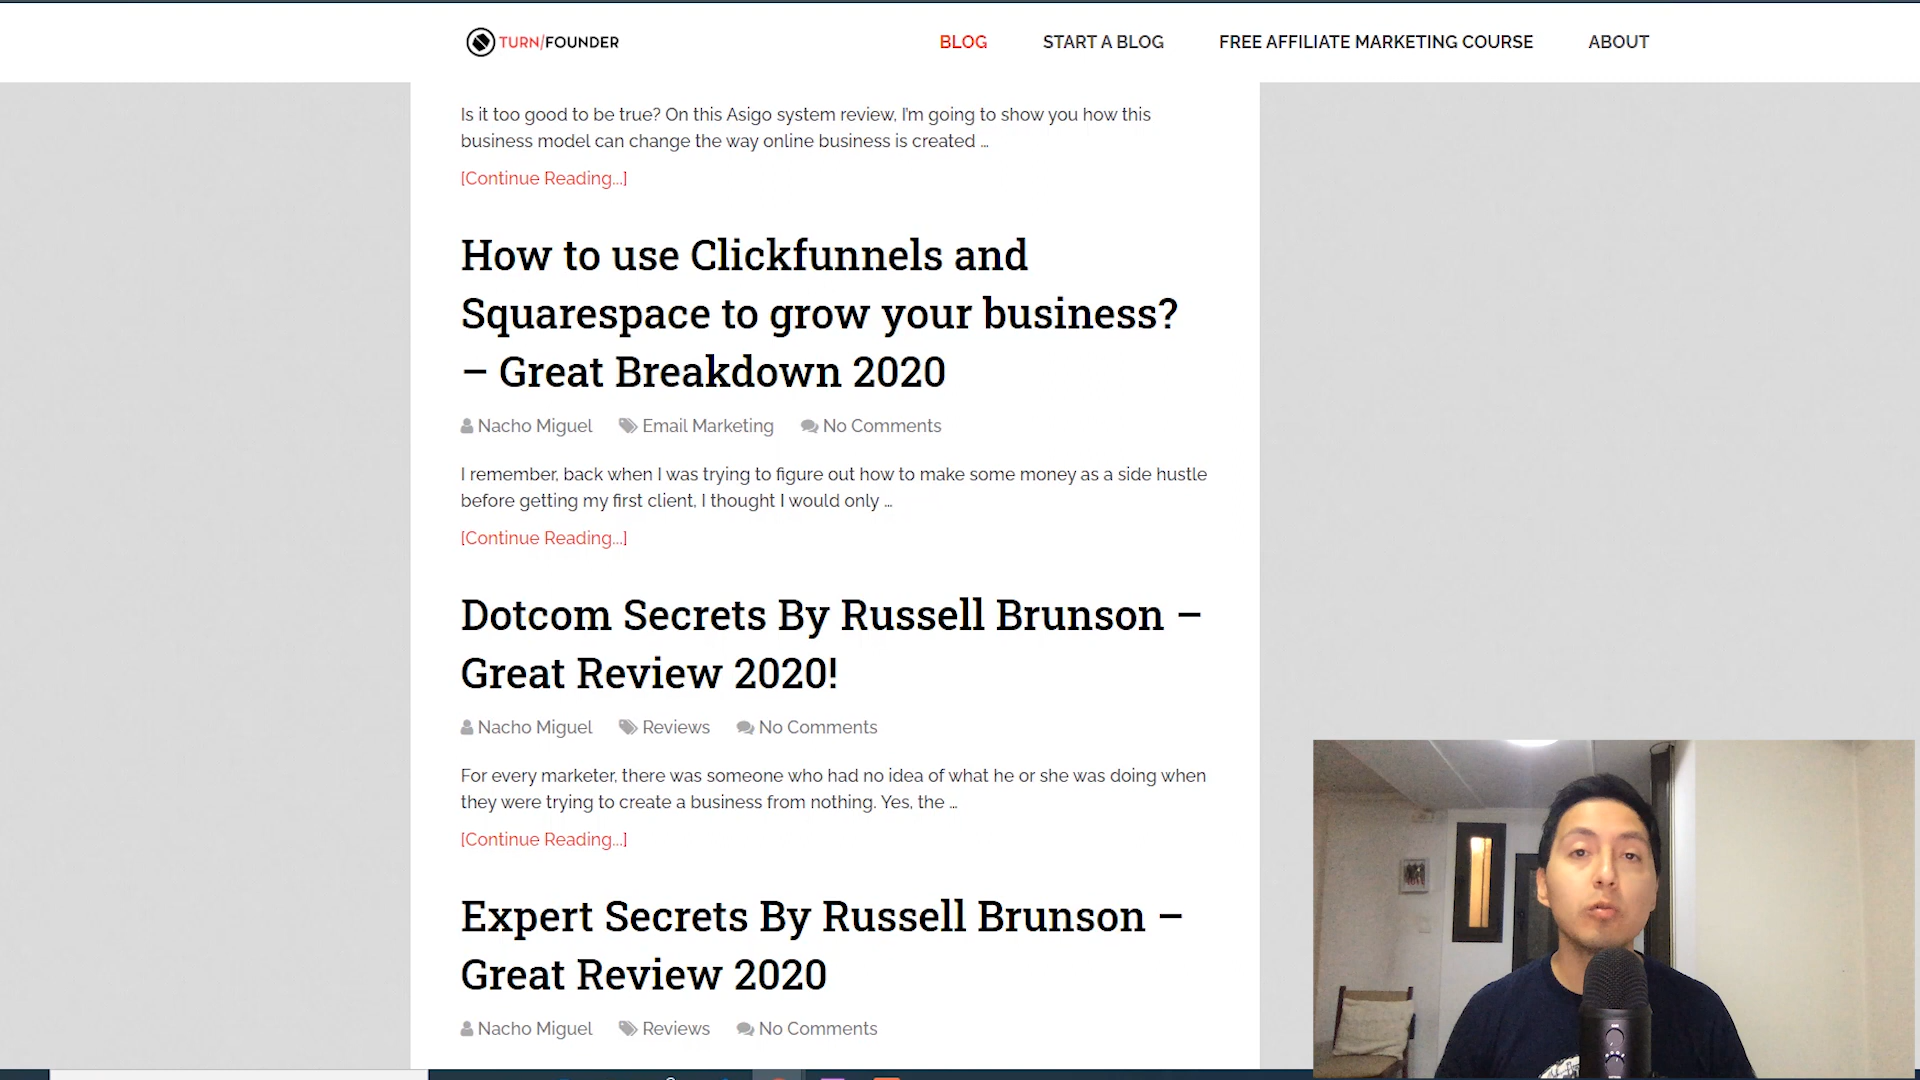 TURN/FOUNDER
BLOG
START A BLOG
FREE AFFILIATE MARKETING COURSE
ABOUT
Is it too good to be true? On this Asigo system review, I'm going to show you how this
business model can change the way online business is created ...
[Continue Reading...]
How to use Clickfunnels and
Squarespace to grow your business?
– Great Breakdown 2020
Nacho Miguel Email Marketing No Comments
I remember, back when I was trying to figure out how to make some money as a side hustle
before getting my first client, I thought I would only ...
[Continue Reading...]
Dotcom Secrets By Russell Brunson –
Great Review 2020!
Nacho Miguel Reviews No Comments
For every marketer, there was someone who had no idea of what he or she was doing when
they were trying to create a business from nothing. Yes, the ...
[Continue Reading...]
Expert Secrets By Russell Brunson –
Great Review 2020
Nacho Miguel Reviews No Comments